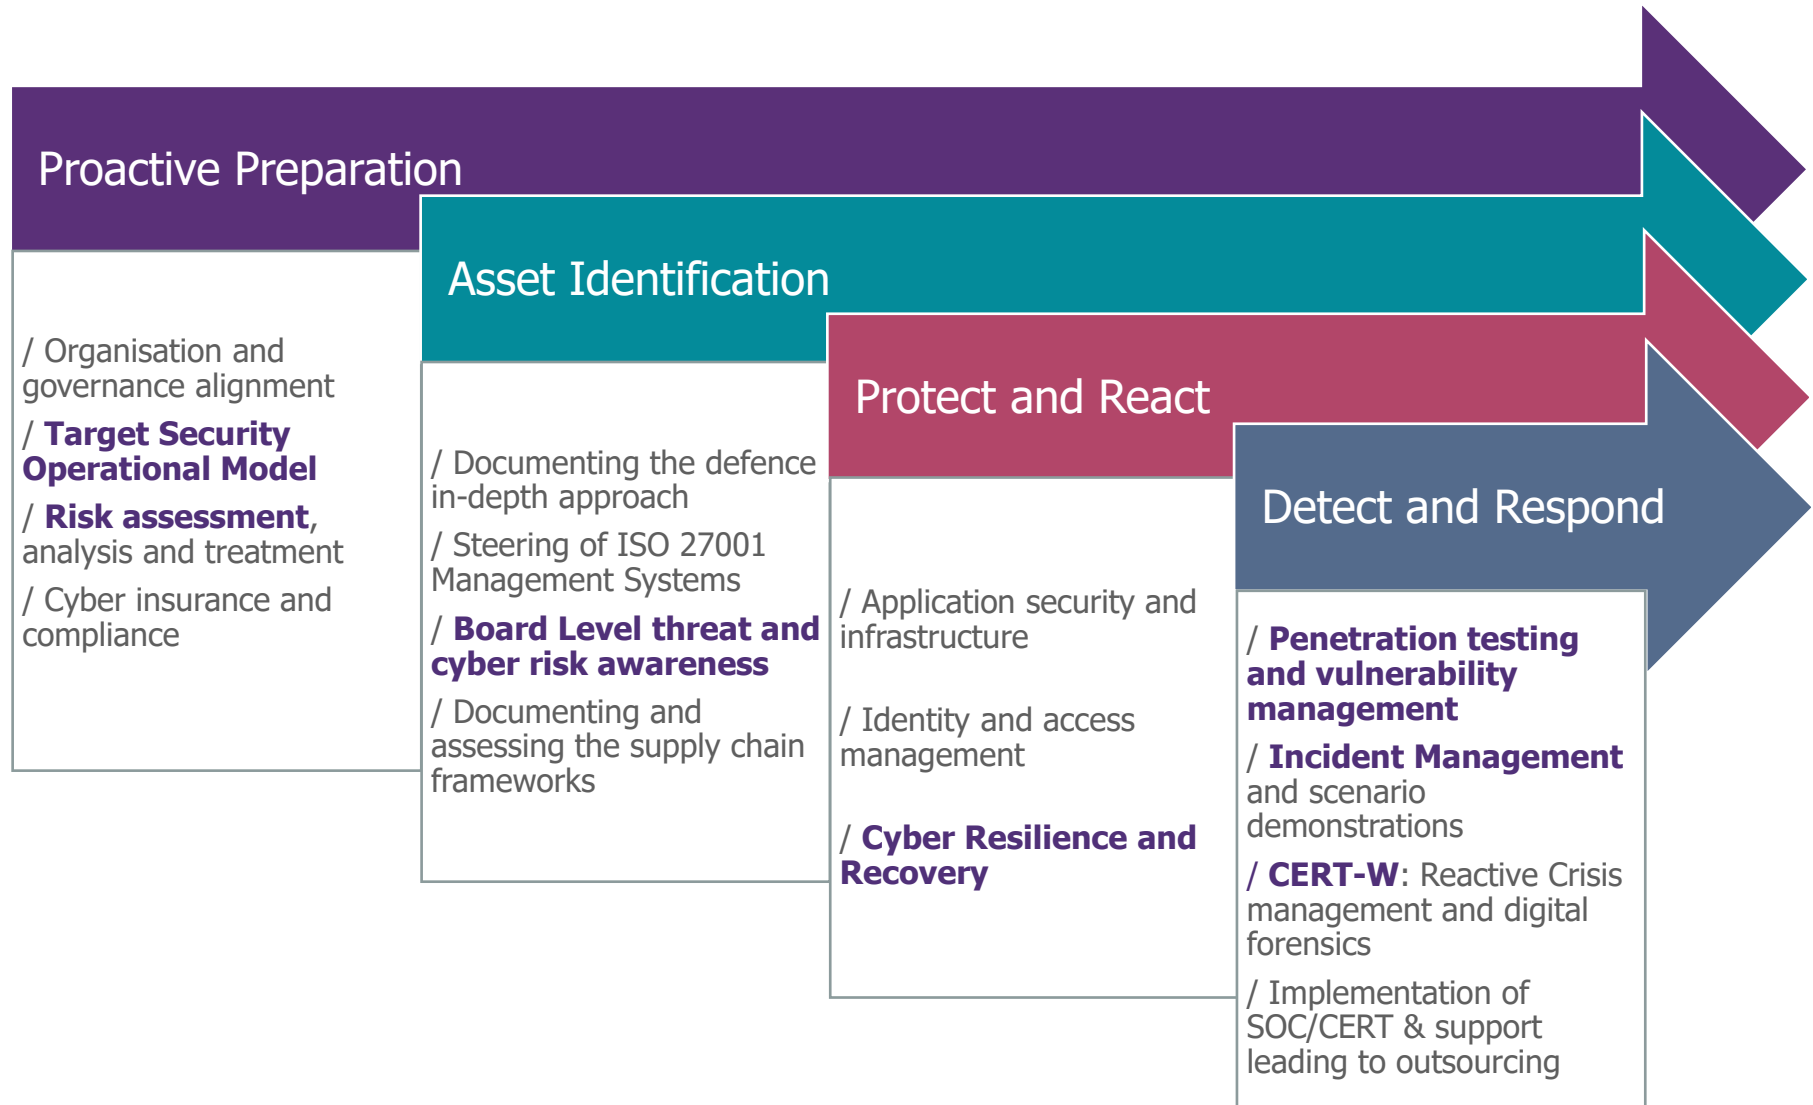 Proactive Preparation
/ Organisation and
governance alignment
/ Target Security
Operational Model
/ Risk assessment,
analysis and treatment
/ Cyber insurance and
compliance
Asset Identification
/ Documenting the defence
in-depth approach
/ Steering of ISO 27001
Management Systems
/ Board Level threat and
cyber risk awareness
/ Documenting and
assessing the supply chain
frameworks
Protect and React
/ Application security and
infrastructure
/ Identity and access
management
/ Cyber Resilience and
Recovery
Detect and Respond
/ Penetration testing
and vulnerability
management
/ Incident Management
and scenario
demonstrations
/ CERT-W: Reactive Crisis
management and digital
forensics
/ Implementation of
SOC/CERT & support
leading to outsourcing